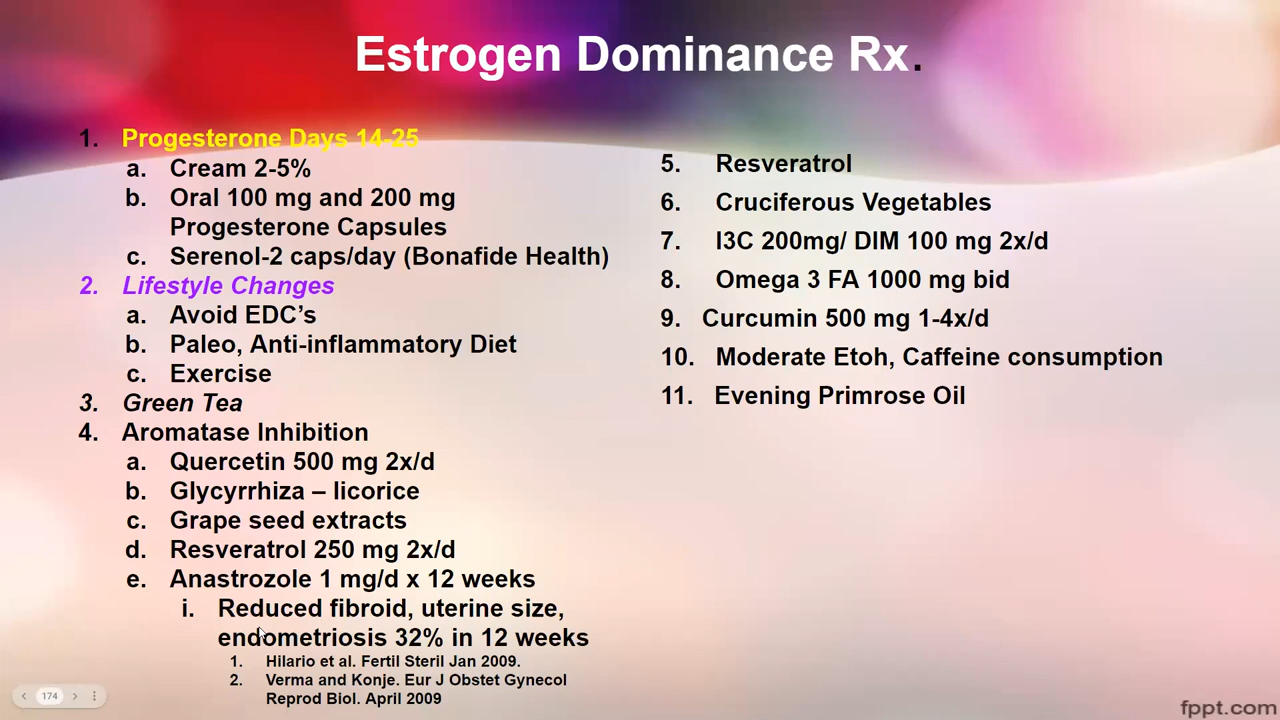 Estrogen Dominance Rx.
1. Progesterone Days 14-25
a. Cream 2-5%
b. Oral 100 mg and 200 mg
Progesterone Capsules
c. Serenol-2 caps/day (Bonafide Health)
2. Lifestyle Changes
a. Avoid EDC’s
b. Paleo, Anti-inflammatory Diet
c. Exercise
3. Green Tea
4. Aromatase Inhibition
a. Quercetin 500 mg 2x/d
b. Glycyrrhiza – licorice
c. Grape seed extracts
d. Resveratrol 250 mg 2x/d
e. Anastrozole 1 mg/d x 12 weeks
i. Reduced fibroid, uterine size,
endometriosis 32% in 12 weeks
1. Hilario et al. Fertil Steril Jan 2009.
2. Verma and Konje. Eur J Obstet Gynecol
Reprod Biol. April 2009
5. Resveratrol
6. Cruciferous Vegetables
7. I3C 200mg/ DIM 100 mg 2x/d
8. Omega 3 FA 1000 mg bid
9. Curcumin 500 mg 1-4x/d
10. Moderate Etoh, Caffeine consumption
11. Evening Primrose Oil
174
fppt.com